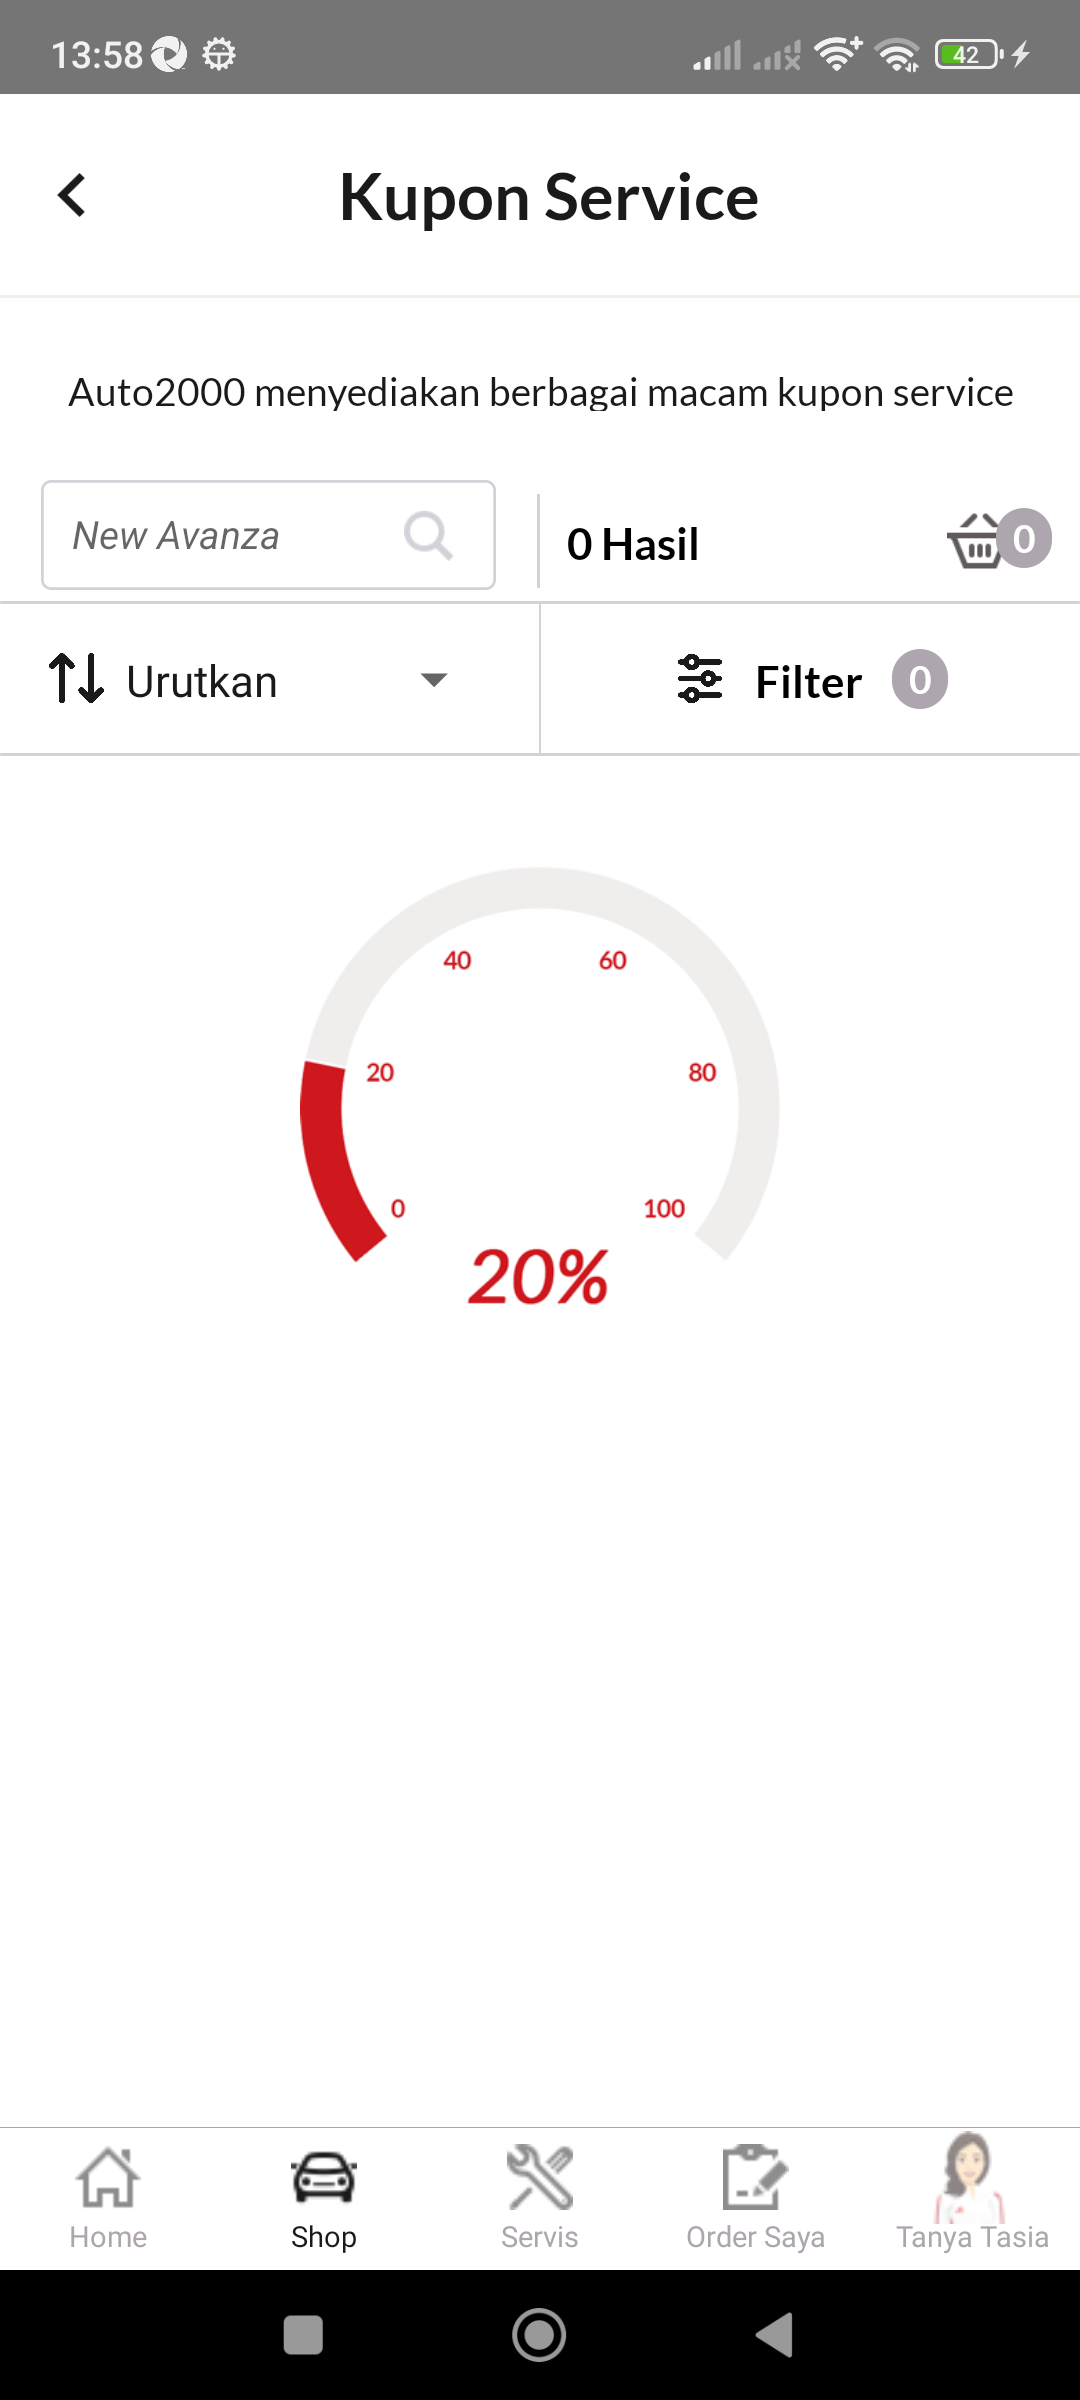 13:58
42
Kupon Service
Auto2000 menyediakan berbagai macam kupon service
New Avanza
0 Hasil
0
Urutkan
Filter
0
40
60
20
80
0
100
20%
Home
Shop
Servis
Order Saya
Tanya Tasia